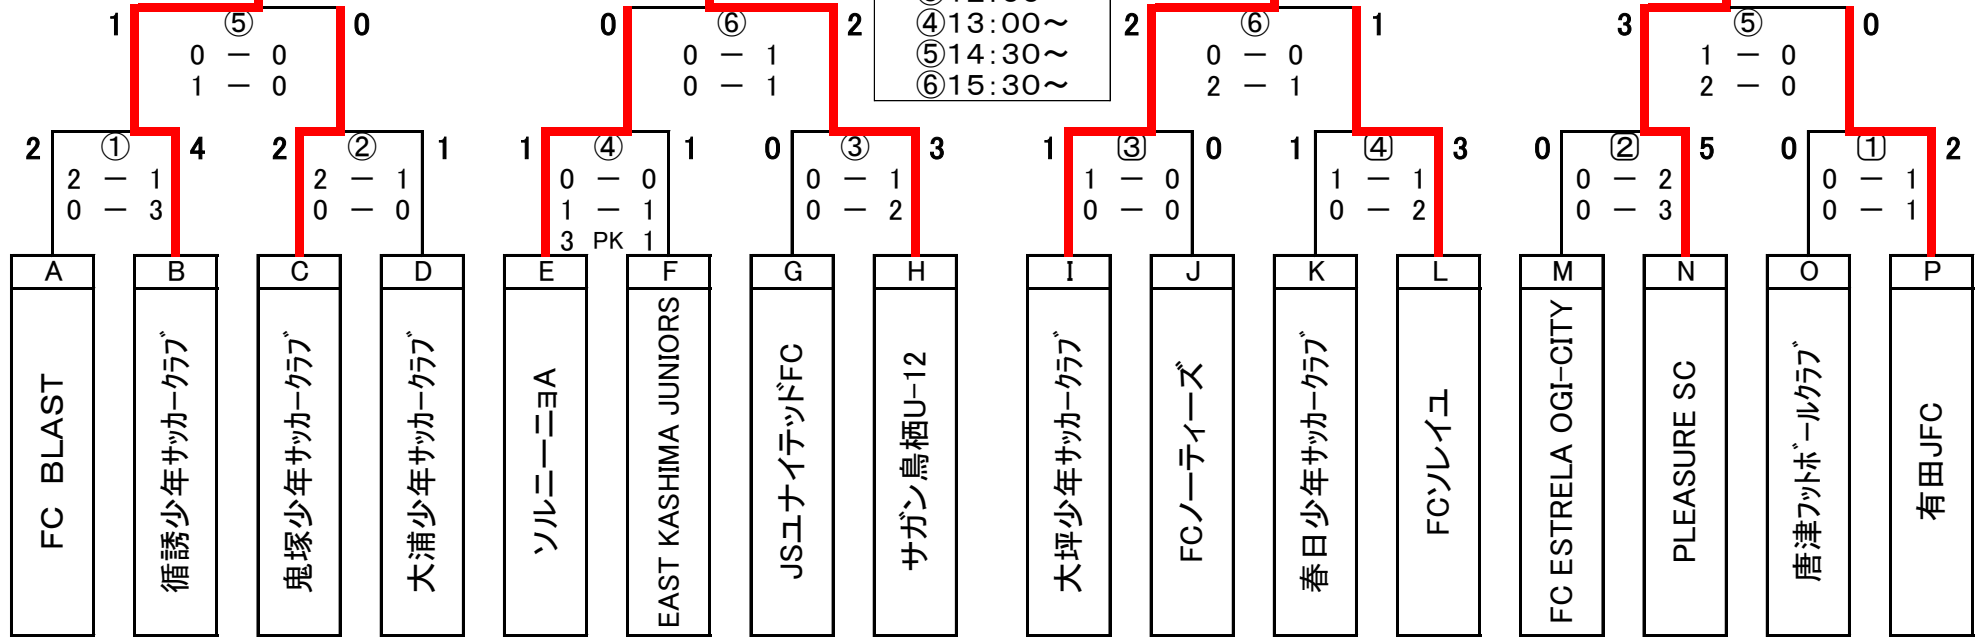 1 ⑤ 0 0 ⑥ 2 2 ⑥ 1 3 ⑤ 0
④13:00～
⑤14:30～
⑥15:30～
0 － 0 0 － 1 0 － 0 1 － 0
1 － 0 0 － 1 2 － 1 2 － 0
2 ① 4 2 ② 1 1 ④ 1 0 ③ 3 1 3 0 1 4 3 0 2 5 0 1 2
2 － 1 2 － 1 0 － 0 0 － 1 1 － 0 1 － 1 0 － 2 0 － 1
0 － 3 0 － 0 1 － 1 0 － 2 0 － 0 0 － 2 0 － 3 0 － 1
3 PK 1
A B C D E F G H I J K L M N O P
FC BLAST
循誘少年サッカークラブ
鬼塚少年サッカークラブ
大浦少年サッカークラブ
ソルニーニョA
EAST KASHIMA JUNIORS
JSユナイテッドFC
サガン鳥栖U-12
大坪少年サッカークラブ
FCノーティーズ
春日少年サッカークラブ
FCソレイユ
FC ESTRELA OGI-CITY
PLEASURE SC
唐津フットボールクラブ
有田JFC